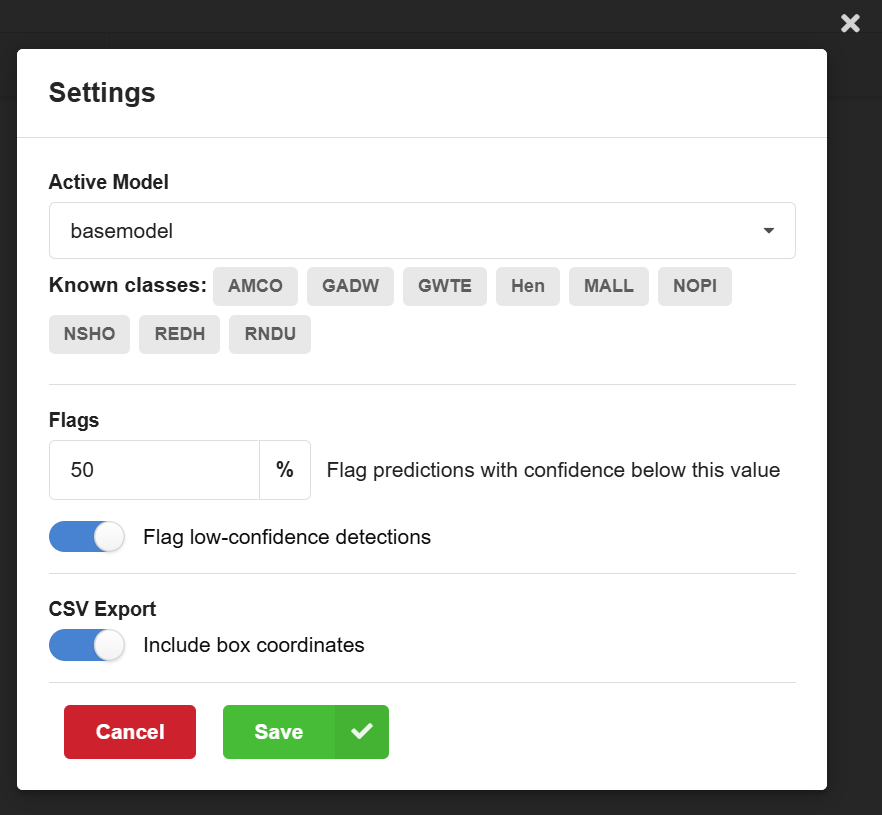 Settings
Active Model
basemodel
Known classes: AMCO GADW GWTE Hen MALL NOPI
NSHO REDH RNDU
Flags
50 % Flag predictions with confidence below this value
Flag low-confidence detections
CSV Export
Include box coordinates
Cancel Save